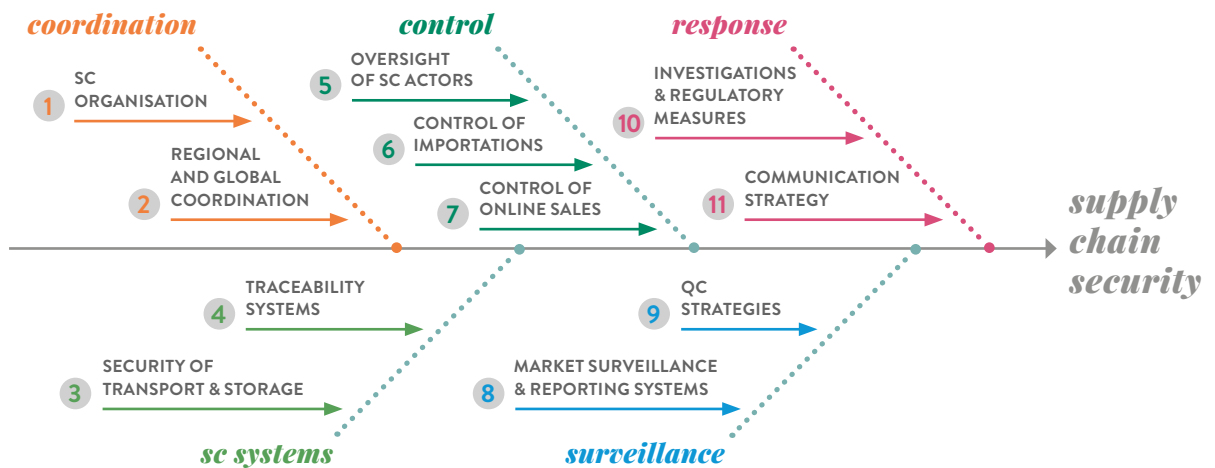 coordination
1
SC
ORGANISATION
2
REGIONAL
AND GLOBAL
COORDINATION
control
5
OVERSIGHT
OF SC ACTORS
6
CONTROL OF
IMPORTATIONS
7
CONTROL OF
ONLINE SALES
response
10
INVESTIGATIONS
& REGULATORY
MEASURES
11
COMMUNICATION
STRATEGY
supply
chain
security
4
TRACEABILITY
SYSTEMS
3
SECURITY OF
TRANSPORT & STORAGE
sc systems
9
QC
STRATEGIES
8
MARKET SURVEILLANCE
& REPORTING SYSTEMS
surveillance